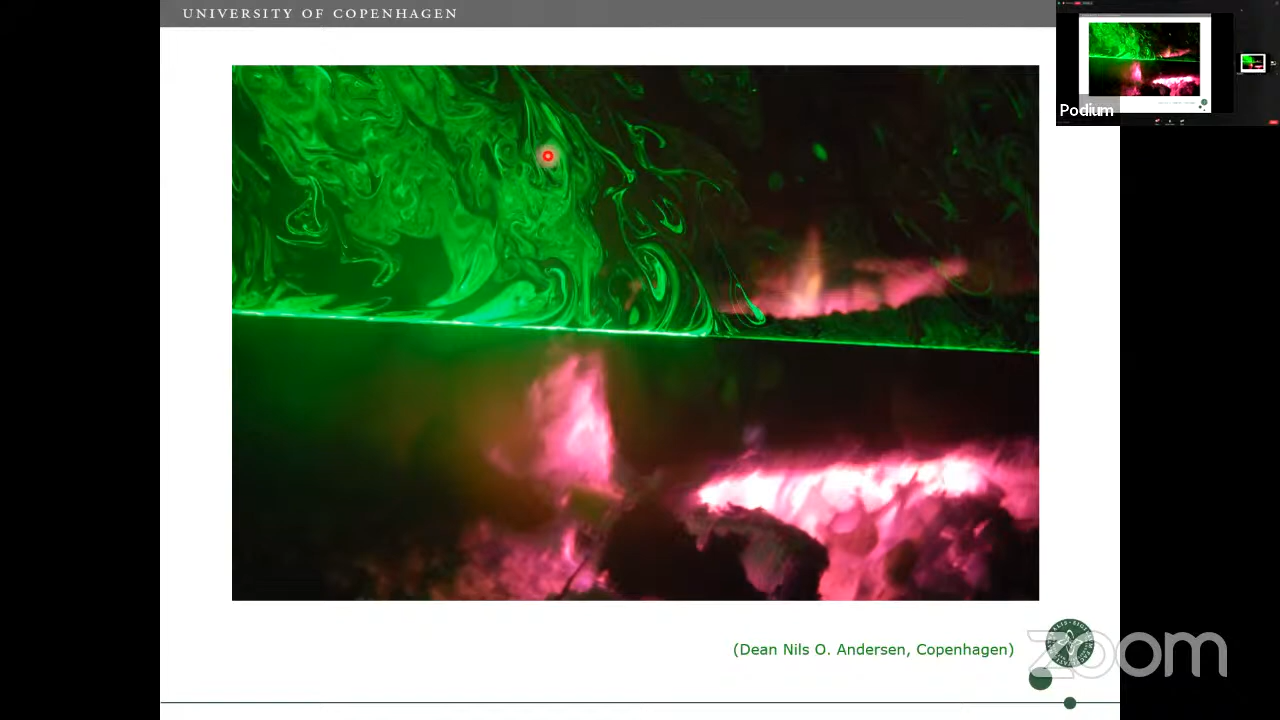 UNIVERSITY OF COPENHAGEN
Podium
(Dean Nils O. Andersen, Copenhagen)
zoom